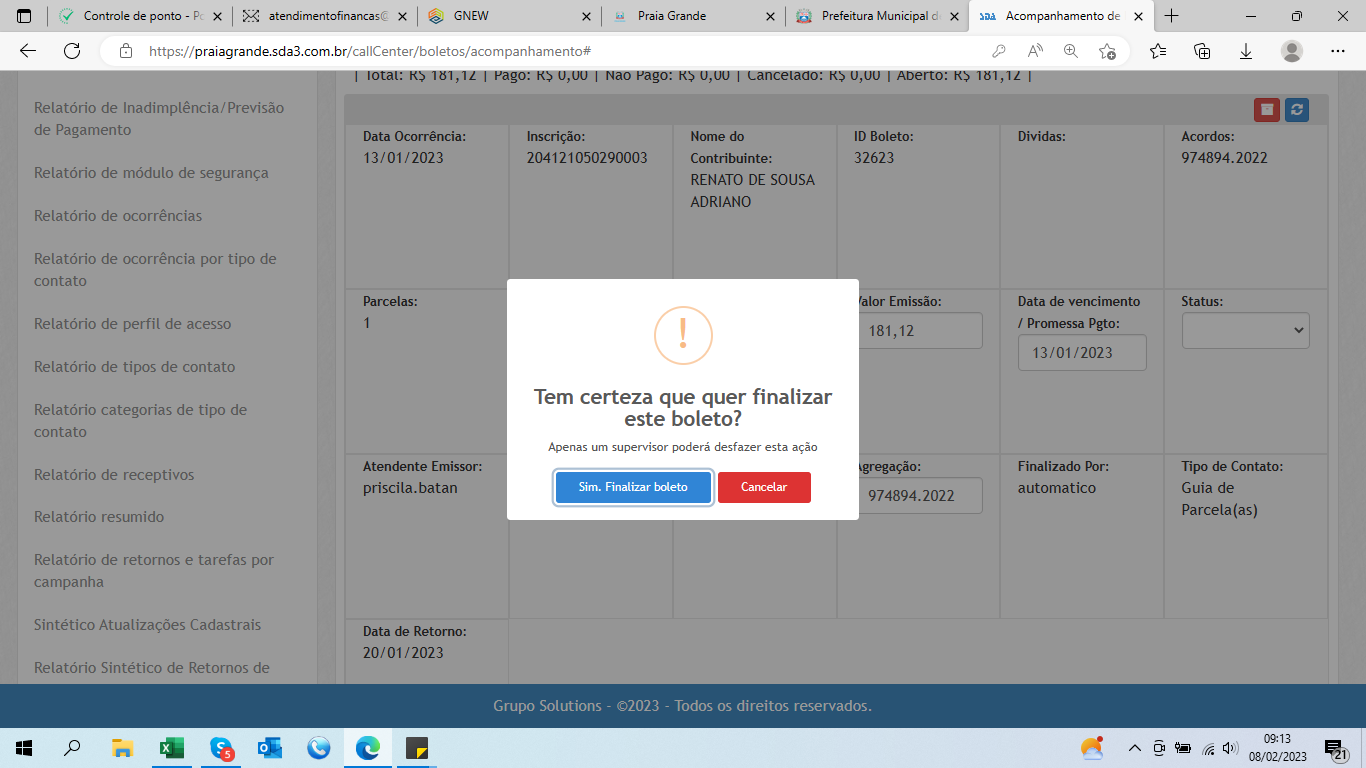 Controle de ponto - Po
atendimentofinancas@
GNEW
Praia Grande
Prefeitura Municipal d
Acompanhamento de
https://praiagrande.sda3.com.br/callCenter/boletos/acompanhamento#
| Total: R$ 181,12 | Pago: R$ 0,00 | Não Pago: R$ 0,00 | Cancelado: R$ 0,00 | Aberto: R$ 181,12 |
Relatório de Inadimplência/Previsão
de Pagamento
Relatório de módulo de segurança
Relatório de ocorrências
Relatório de ocorrência por tipo de
contato
Relatório de perfil de acesso
Relatório de tipos de contato
Relatório categorias de tipo de
contato
Relatório de receptivos
Relatório resumido
Relatório de retornos e tarefas por
campanha
Sintético Atualizações Cadastrais
Relatório Sintético de Retornos de
Data Ocorrência:
13/01/2023
Inscrição:
204121050290003
Nome do
Contribuinte:
RENATO DE SOUSA
ADRIANO
ID Boleto:
32623
Dividas:
Acordos:
974894.2022
Parcelas:
1
Valor Emissão:
181,12
Data de vencimento
/ Promessa Pgto:
13/01/2023
Status:
!
Tem certeza que quer finalizar
este boleto?
Apenas um supervisor poderá desfazer esta ação
Sim. Finalizar boleto
Cancelar
Atendente Emissor:
priscila.batan
Agregação:
974894.2022
Finalizado Por:
automatico
Tipo de Contato:
Guia de
Parcela(as)
Data de Retorno:
20/01/2023
Grupo Solutions - ©2023 - Todos os direitos reservados.
5
09:13
08/02/2023
21